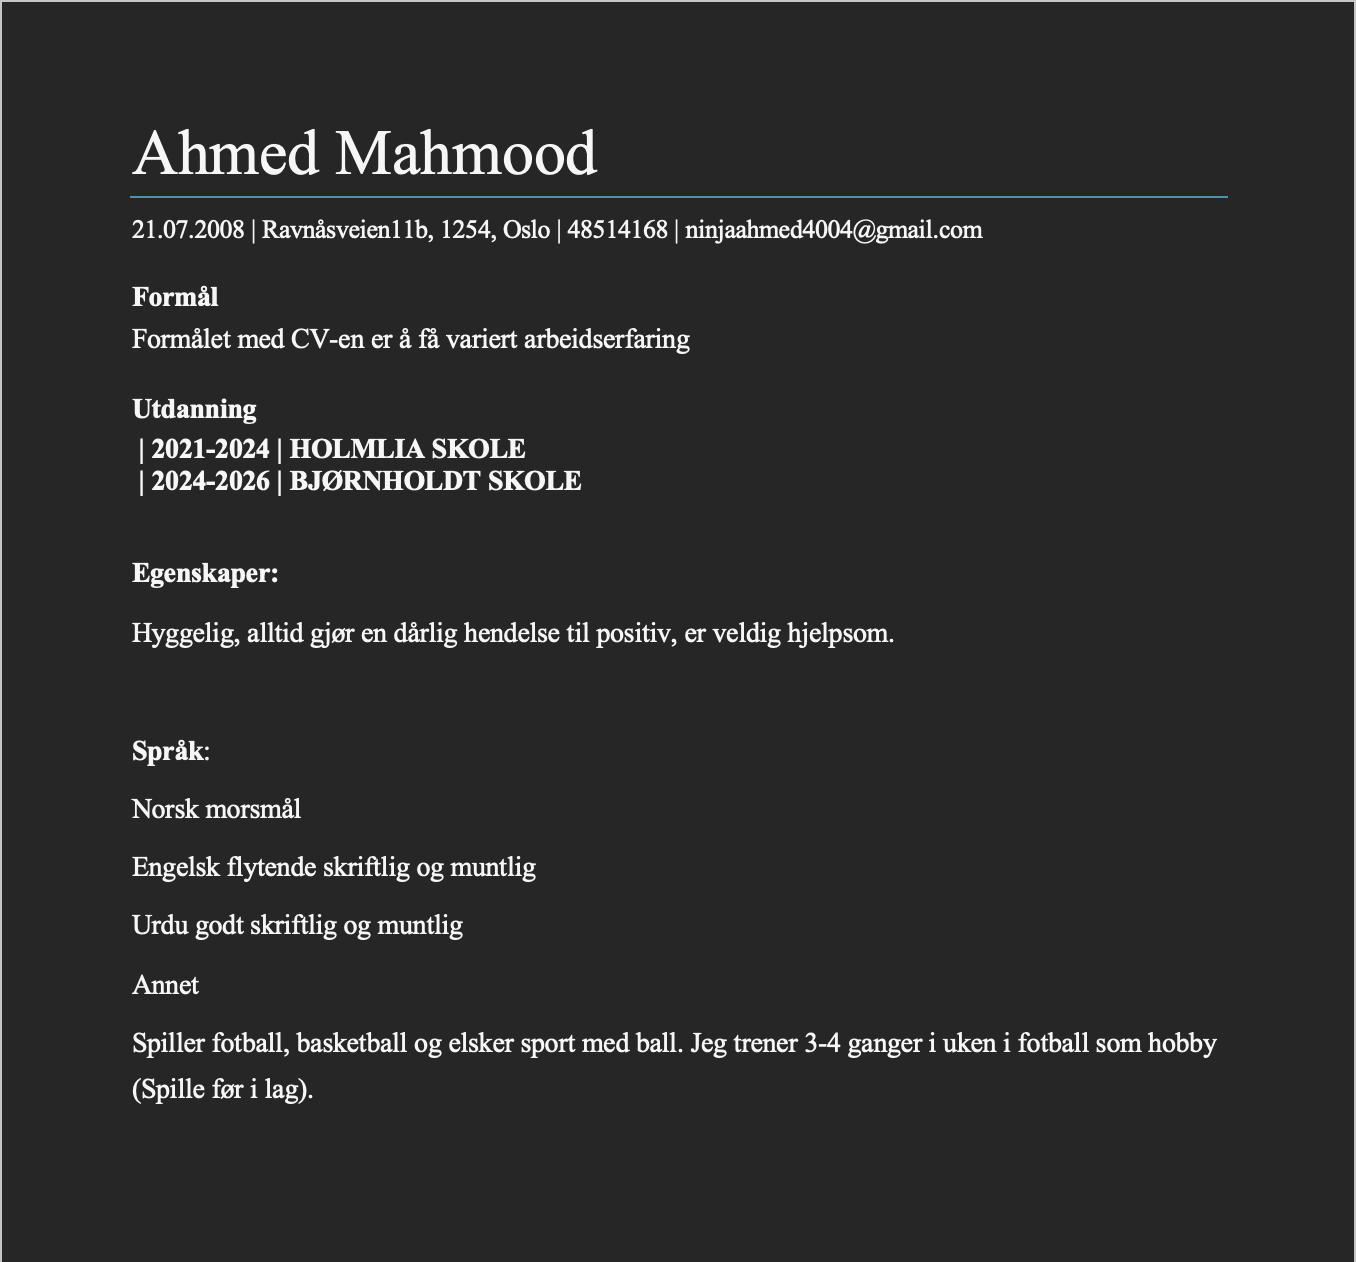 Ahmed Mahmood
21.07.2008 | Ravnåsveien11b, 1254, Oslo | 48514168 | ninjaahmed4004@gmail.com
Formål
Formålet med CV-en er å få variert arbeidserfaring
Utdanning
| 2021-2024 | HOLMLIA SKOLE
| 2024-2026 | BJØRNHOLDT SKOLE
Egenskaper:
Hyggelig, alltid gjør en dårlig hendelse til positiv, er veldig hjelpsom.
Språk:
Norsk morsmål
Engelsk flytende skriftlig og muntlig
Urdu godt skriftlig og muntlig
Annet
Spiller fotball, basketball og elsker sport med ball. Jeg trener 3-4 ganger i uken i fotball som hobby
(Spille før i lag).